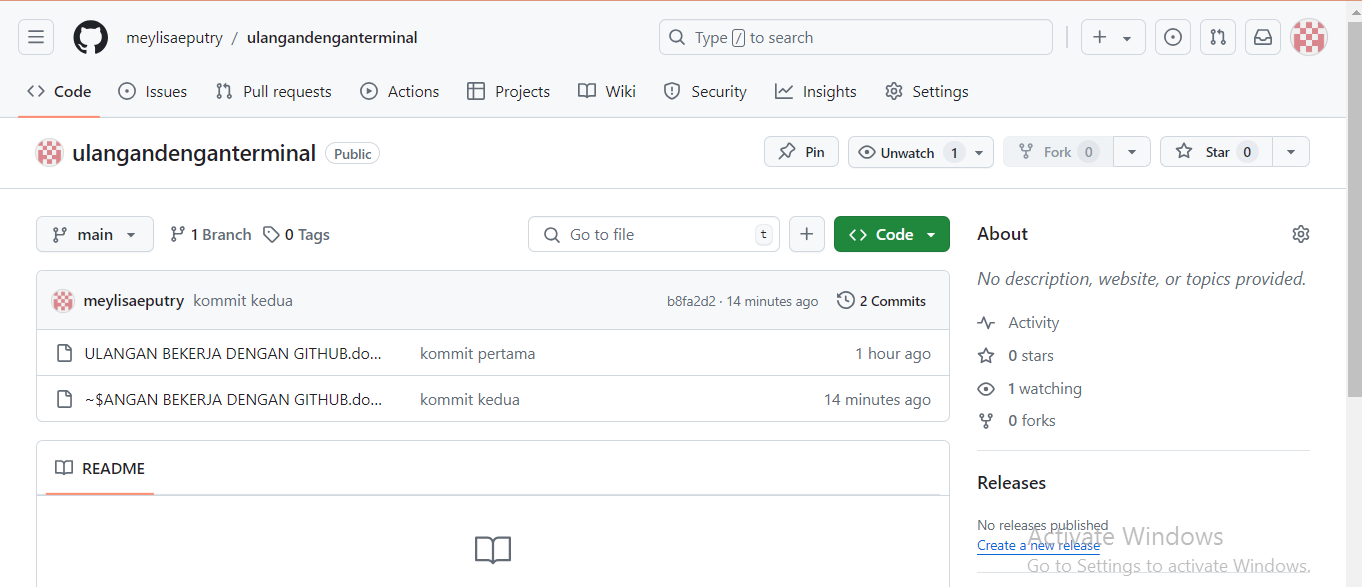 meylisaeputry / ulangandenganterminal
Type / to search
Code Issues Pull requests Actions Projects Wiki Security Insights Settings
ulangandenganterminal Public
Pin Unwatch 1 Fork 0 Star 0
main 1 Branch 0 Tags Go to file t + Code
meylisaeputry kommit kedua b8fa2d2 · 14 minutes ago 2 Commits
ULANGAN BEKERJA DENGAN GITHUB.do... kommit pertama 1 hour ago
~$ANGAN BEKERJA DENGAN GITHUB.do... kommit kedua 14 minutes ago
README
About
No description, website, or topics provided.
Activity
0 stars
1 watching
0 forks
Releases
No releases published
Create a new release
Activate Windows
Go to Settings to activate Windows.